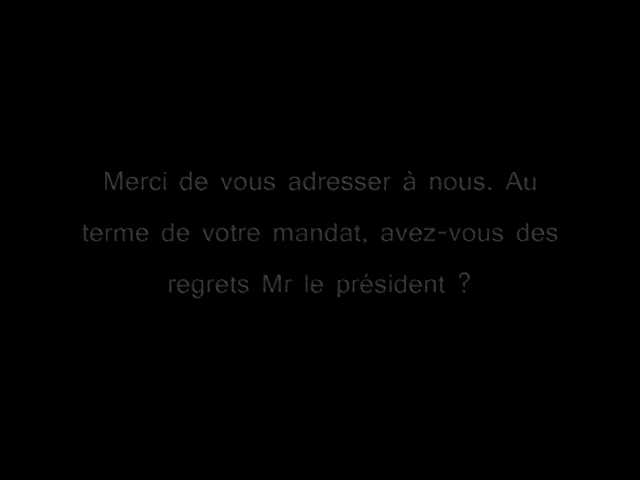 Merci de vous adresser à nous. Au
terme de votre mandat, avez-vous des
regrets Mr le président ?